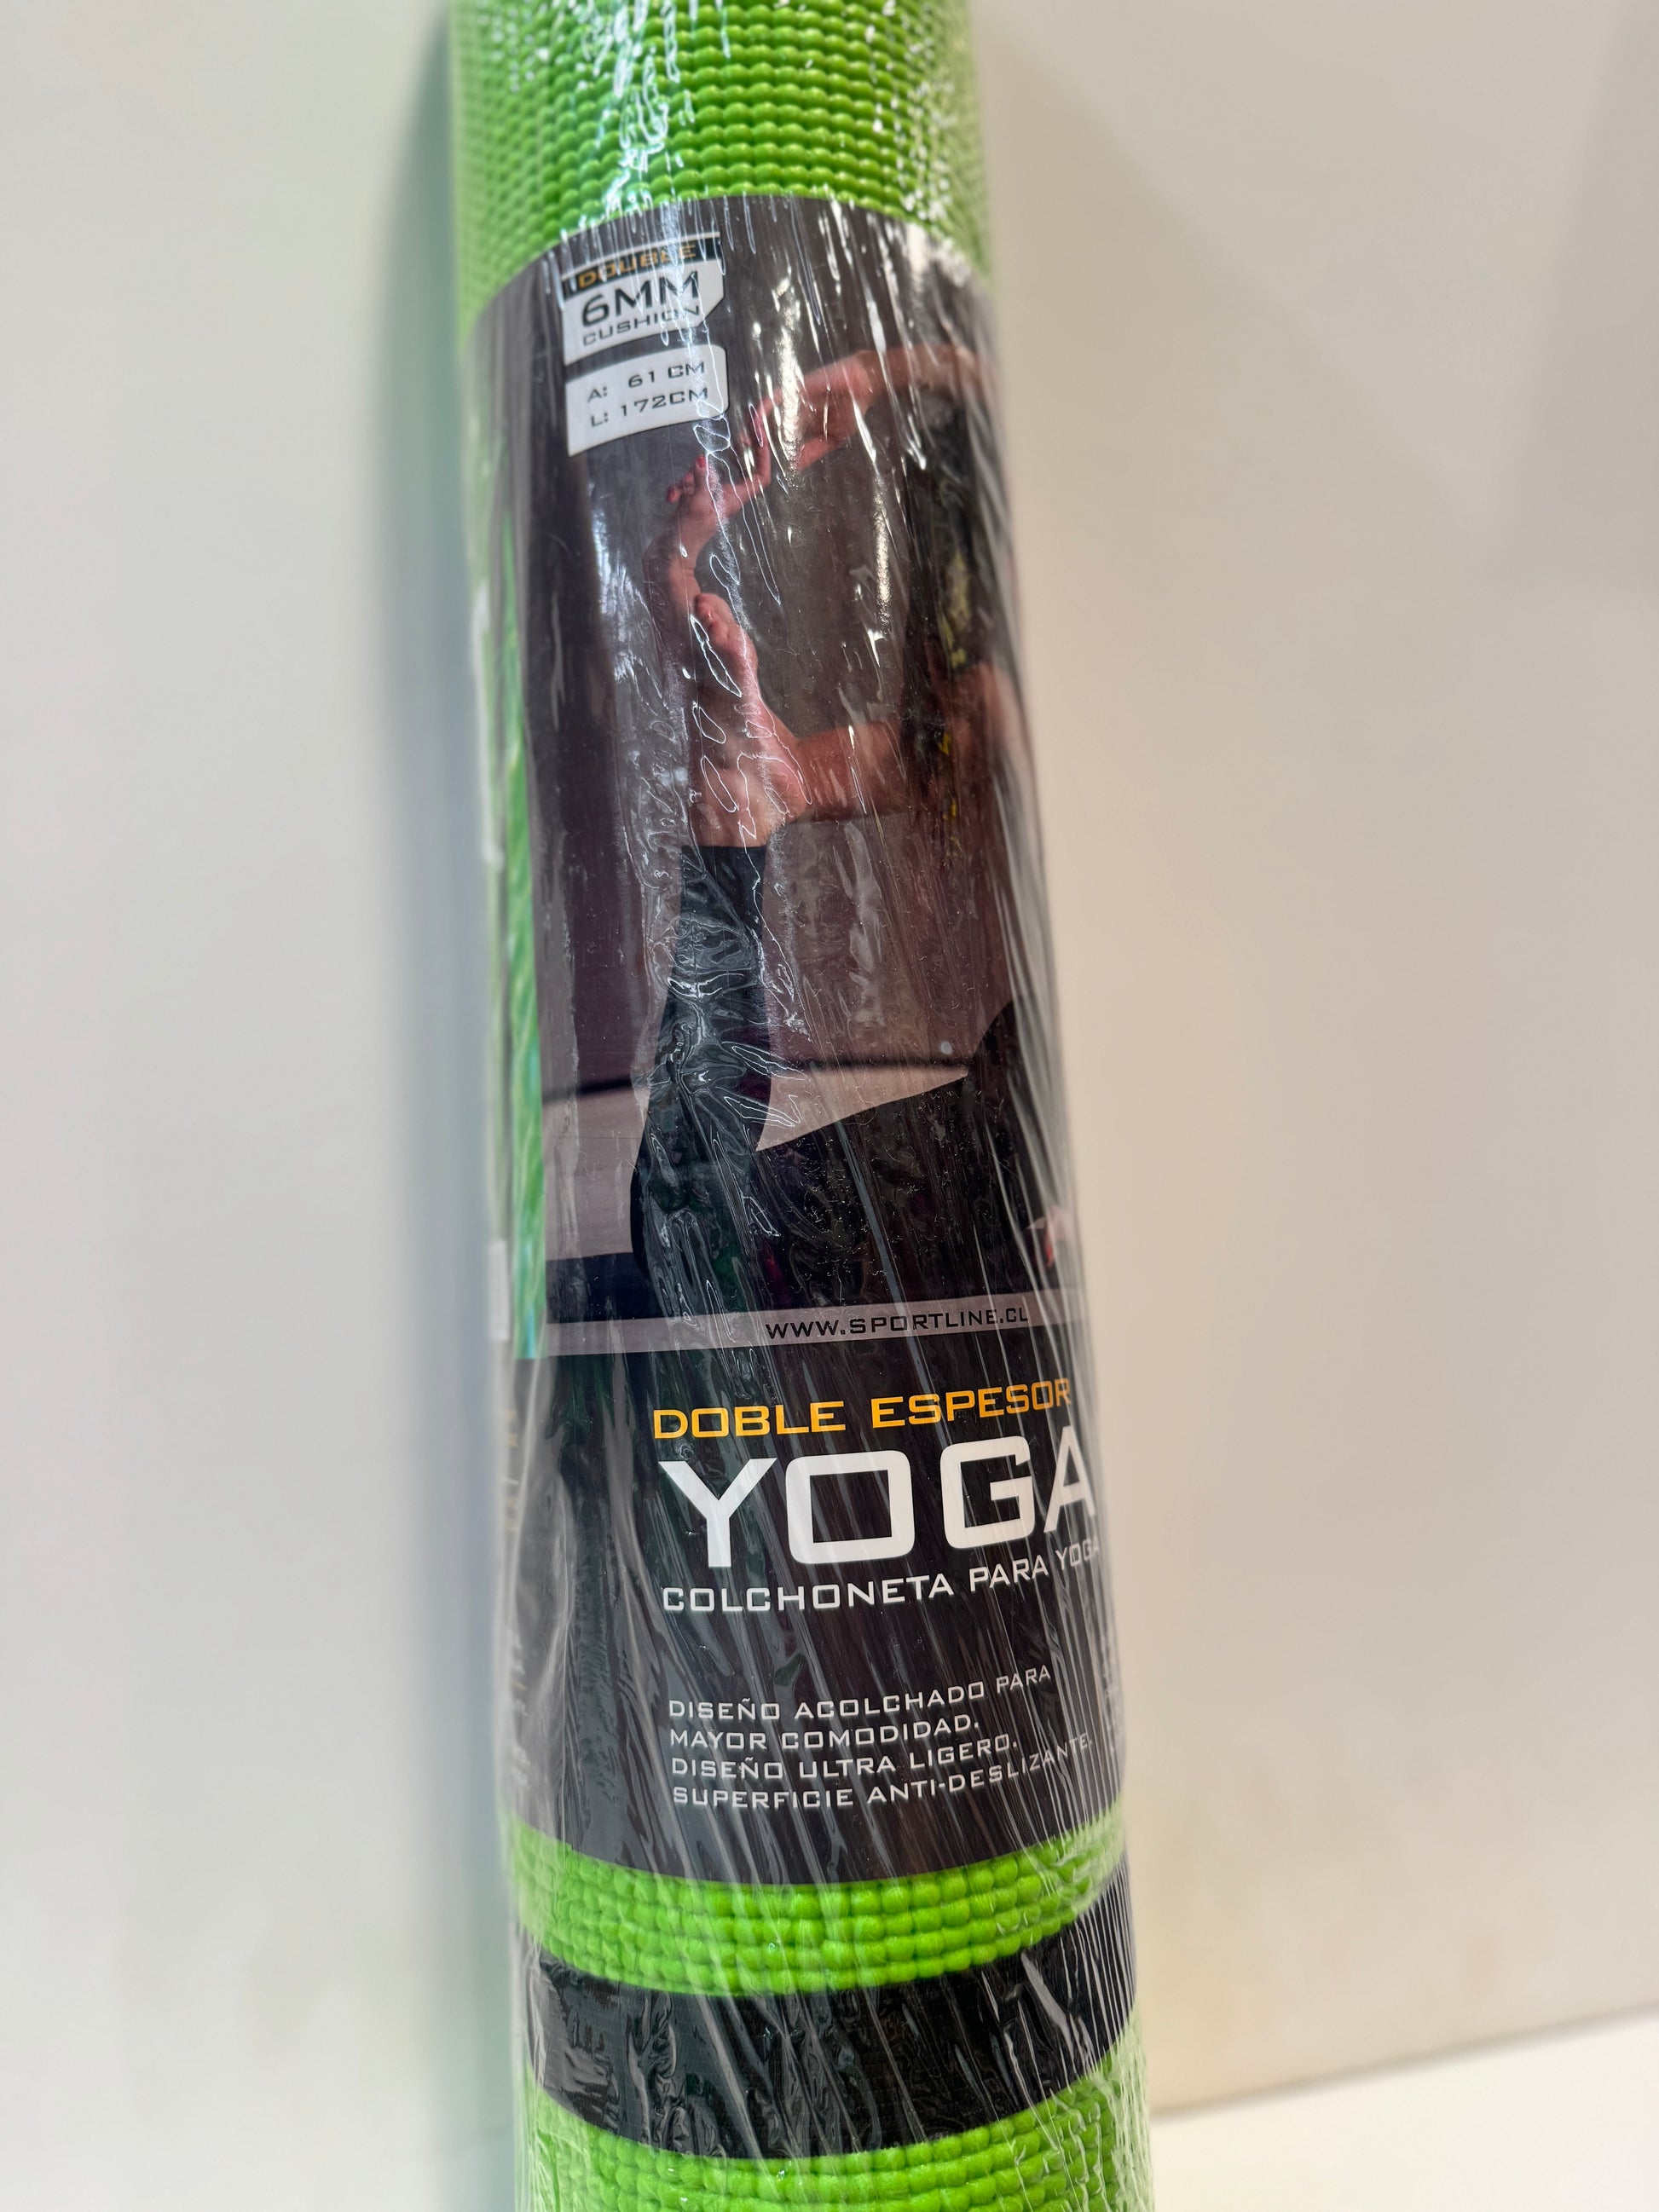 DOUBLE
6MM
CUSHION
A: 61 CM
L: 172CM
WWW.SPORTLINE.CL
DOBLE ESPESOR
YOGA
COLCHONETA PARA YOGA
DISEÑO ACOLCHADO PARA
MAYOR COMODIDAD.
DISEÑO ULTRA LIGERO.
SUPERFICIE ANTI-DESLIZANTE.